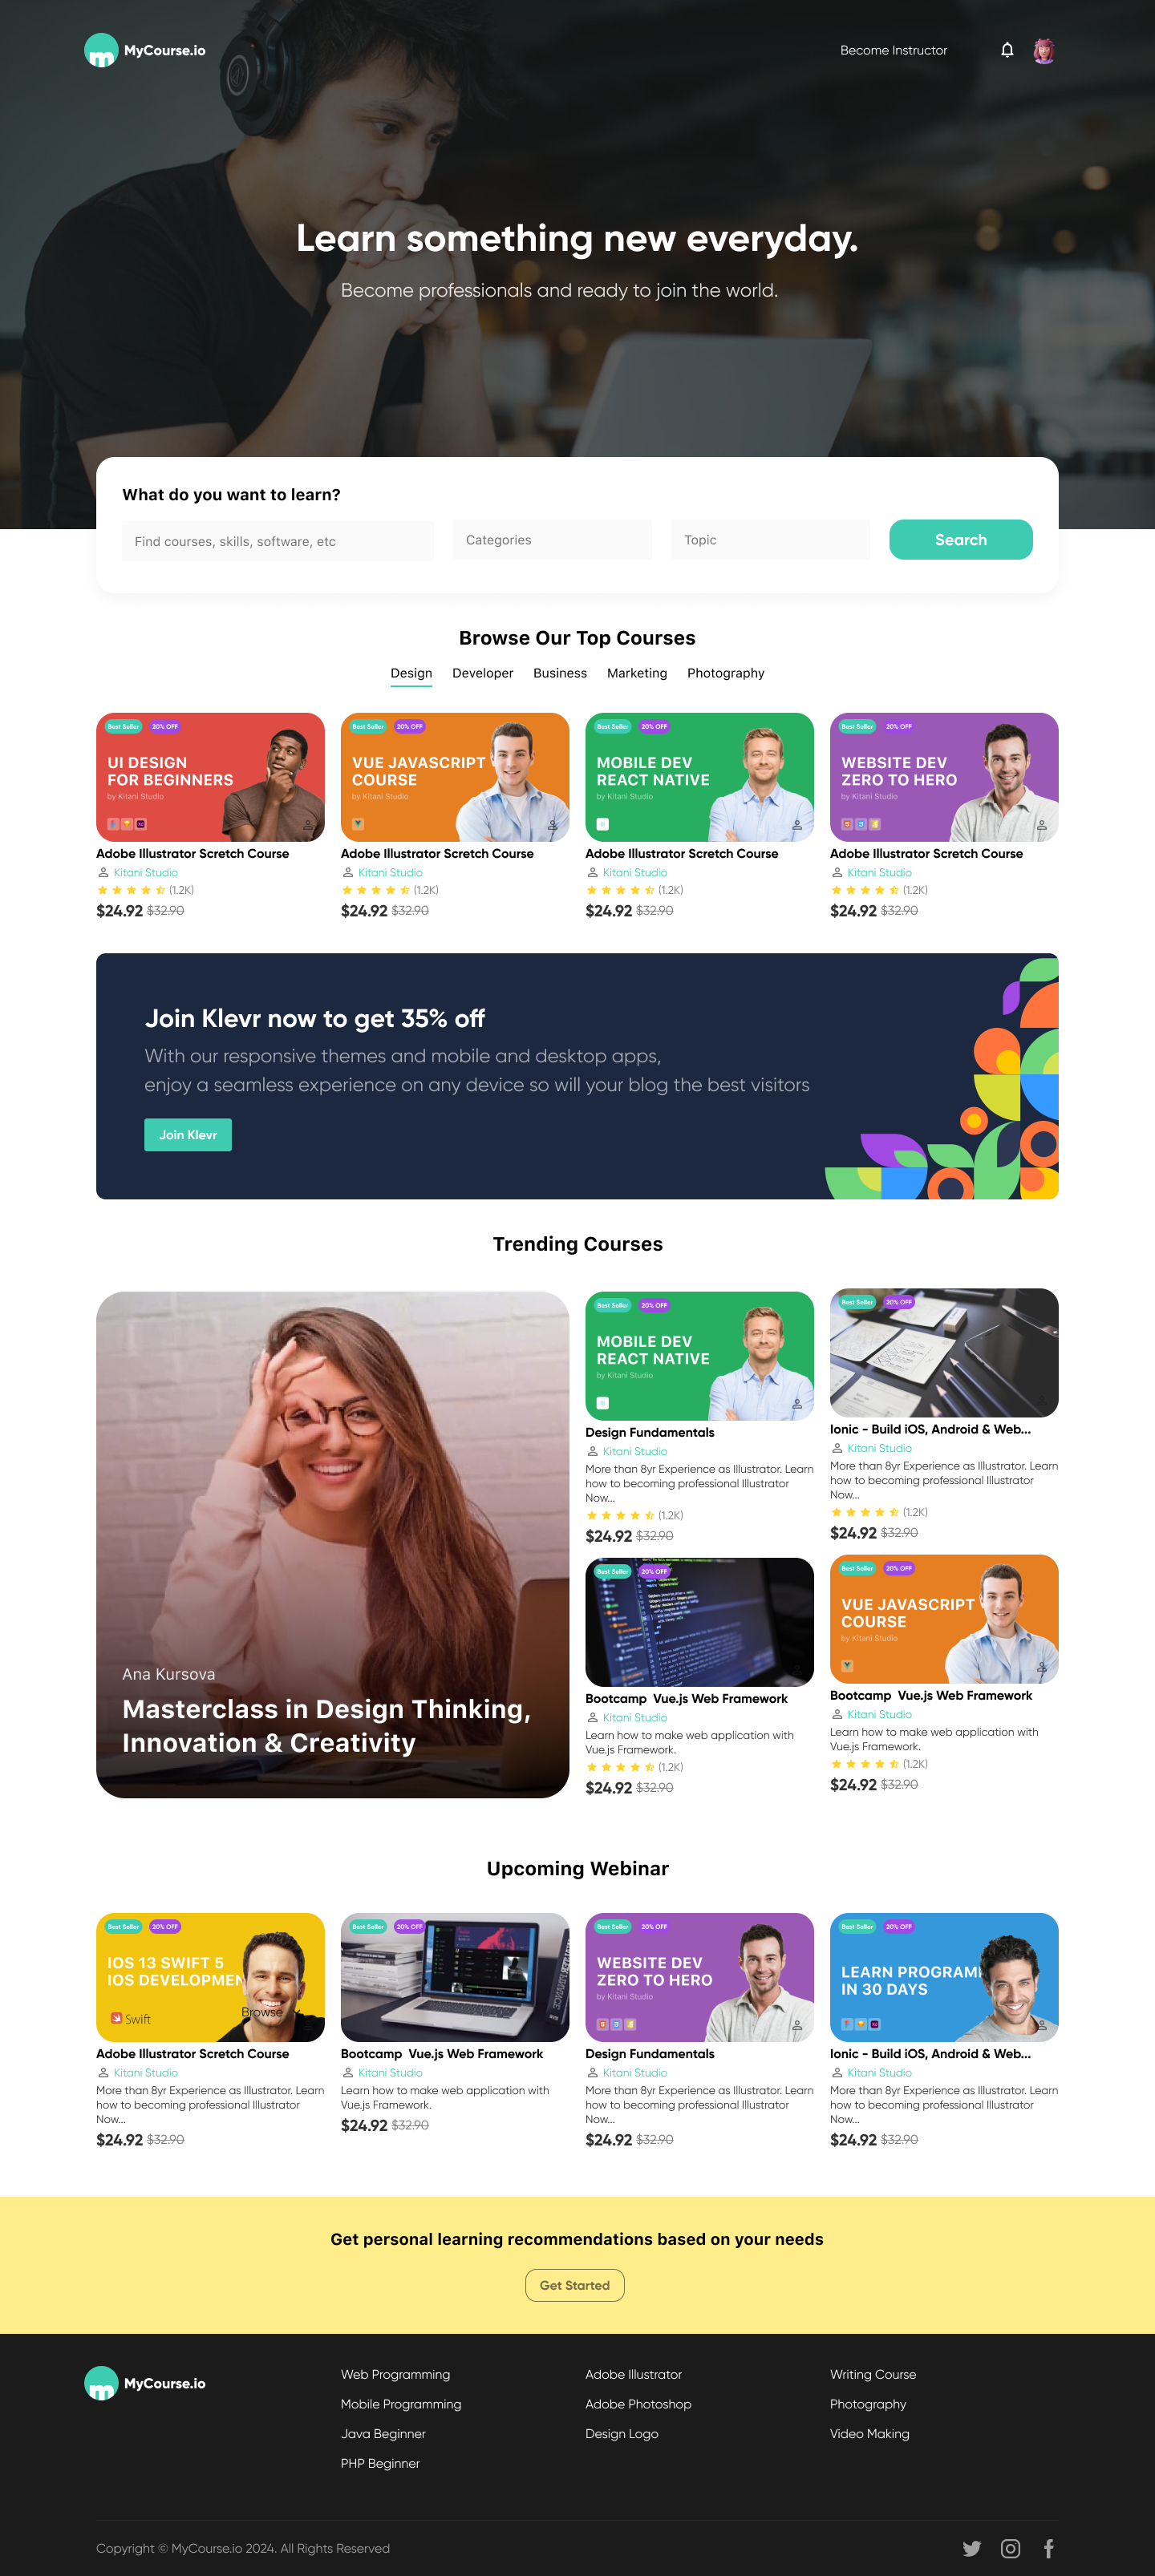 MyCourse.io
Become Instructor
Learn something new everyday.
Become professionals and ready to join the world.
What do you want to learn?
Find courses, skills, software, etc
Categories
Topic
Search
Browse Our Top Courses
Design
Developer
Business
Marketing
Photography
Best Seller
20% OFF
UI DESIGN
FOR BEGINNERS
by Kitani Studio
Adobe Illustrator Scretch Course
Kitani Studio
(1.2K)
$24.92 $32.90
Best Seller
20% OFF
VUE JAVASCRIPT
COURSE
by Kitani Studio
Adobe Illustrator Scretch Course
Kitani Studio
(1.2K)
$24.92 $32.90
Best Seller
20% OFF
MOBILE DEV
REACT NATIVE
by Kitani Studio
Adobe Illustrator Scretch Course
Kitani Studio
(1.2K)
$24.92 $32.90
Best Seller
20% OFF
WEBSITE DEV
ZERO TO HERO
by Kitani Studio
Adobe Illustrator Scretch Course
Kitani Studio
(1.2K)
$24.92 $32.90
Join Klevr now to get 35% off
With our responsive themes and mobile and desktop apps,
enjoy a seamless experience on any device so will your blog the best visitors
Join Klevr
Trending Courses
Ana Kursova
Masterclass in Design Thinking,
Innovation & Creativity
Best Seller
20% OFF
MOBILE DEV
REACT NATIVE
by Kitani Studio
Design Fundamentals
Kitani Studio
More than 8yr Experience as Illustrator. Learn
how to becoming professional Illustrator
Now...
(1.2K)
$24.92 $32.90
Best Seller
20% OFF
Ionic - Build iOS, Android & Web...
Kitani Studio
More than 8yr Experience as Illustrator. Learn
how to becoming professional Illustrator
Now...
(1.2K)
$24.92 $32.90
Best Seller
20% OFF
Bootcamp Vue.js Web Framework
Kitani Studio
Learn how to make web application with
Vue.js Framework.
(1.2K)
$24.92 $32.90
Best Seller
20% OFF
VUE JAVASCRIPT
COURSE
by Kitani Studio
Bootcamp Vue.js Web Framework
Kitani Studio
Learn how to make web application with
Vue.js Framework.
(1.2K)
$24.92 $32.90
Upcoming Webinar
Best Seller
20% OFF
IOS 13 SWIFT 5
IOS DEVELOPMEN
Browse
Swift
Adobe Illustrator Scretch Course
Kitani Studio
More than 8yr Experience as Illustrator. Learn
how to becoming professional Illustrator
Now...
$24.92 $32.90
Best Seller
20% OFF
Bootcamp Vue.js Web Framework
Kitani Studio
Learn how to make web application with
Vue.js Framework.
$24.92 $32.90
Best Seller
20% OFF
WEBSITE DEV
ZERO TO HERO
by Kitani Studio
Design Fundamentals
Kitani Studio
More than 8yr Experience as Illustrator. Learn
how to becoming professional Illustrator
Now...
$24.92 $32.90
Best Seller
20% OFF
LEARN PROGRAM
IN 30 DAYS
Ionic - Build iOS, Android & Web...
Kitani Studio
More than 8yr Experience as Illustrator. Learn
how to becoming professional Illustrator
Now...
$24.92 $32.90
Get personal learning recommendations based on your needs
Get Started
MyCourse.io
Web Programming
Mobile Programming
Java Beginner
PHP Beginner
Adobe Illustrator
Adobe Photoshop
Design Logo
Writing Course
Photography
Video Making
Copyright © MyCourse.io 2024. All Rights Reserved